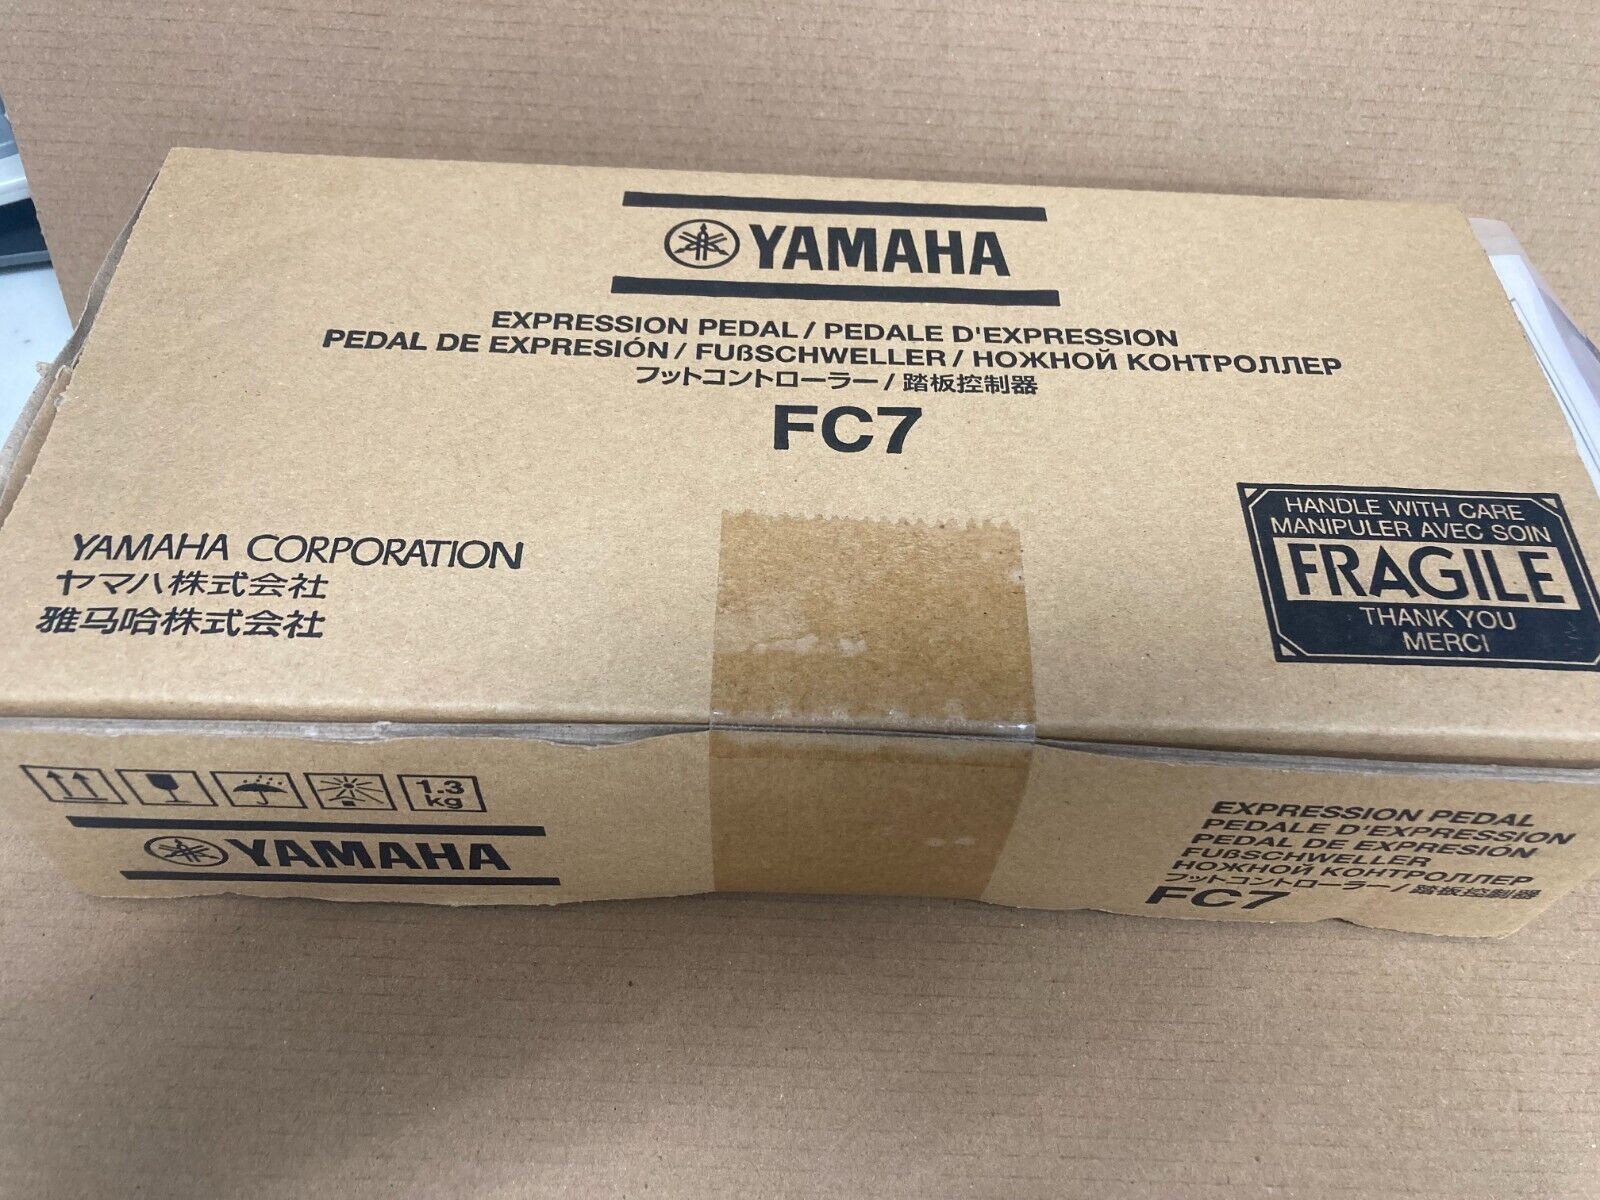 YAMAHA
EXPRESSION PEDAL / PEDALE D'EXPRESSION
PEDAL DE EXPRESIÓN / FUßSCHWELLER / НОЖНОЙ КОНТРОЛЛЕР
フットコントローラー / 踏板控制器
FC7
YAMAHA CORPORATION
ヤマハ株式会社
雅马哈株式会社
HANDLE WITH CARE
MANIPULER AVEC SOIN
FRAGILE
THANK YOU
MERCI
1.3
kg
YAMAHA
EXPRESSION PEDAL
PEDALE D'EXPRESSION
PEDAL DE EXPRESIÓN
FUßSCHWELLER
НОЖНОЙ КОНТРОЛЛЕР
フットコントローラー / 踏板控制器
FC7